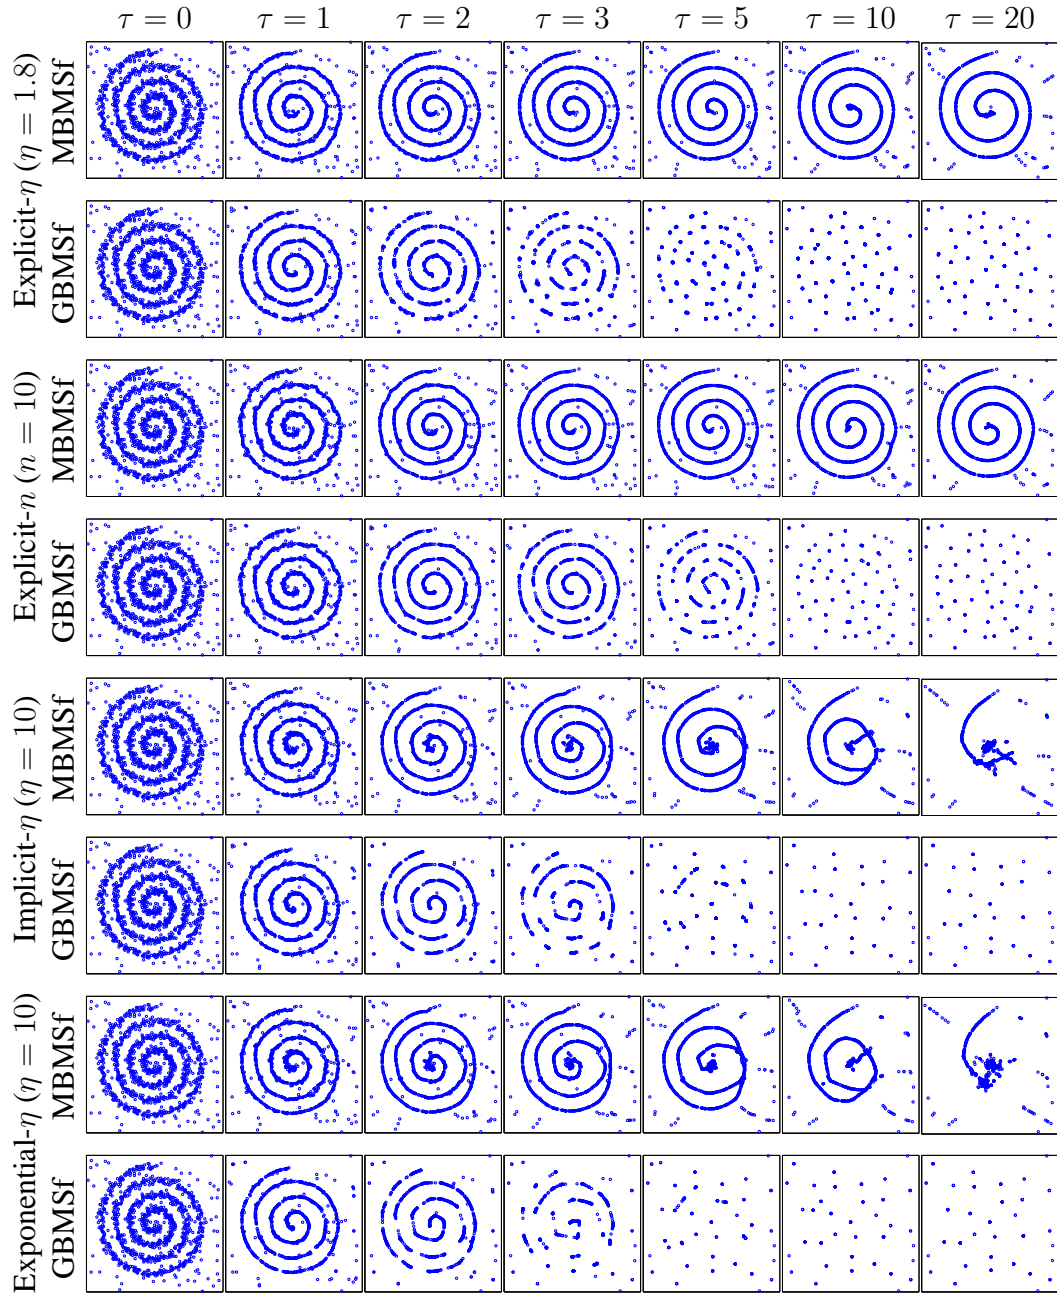 τ = 0 τ = 1 τ = 2 τ = 3 τ = 5 τ = 10 τ = 20
Explicit-η (η = 1.8)
MBMSf
GBMSf
Explicit-n (n = 10)
MBMSf
GBMSf
Implicit-η (η = 10)
MBMSf
GBMSf
Exponential-η (η = 10)
MBMSf
GBMSf